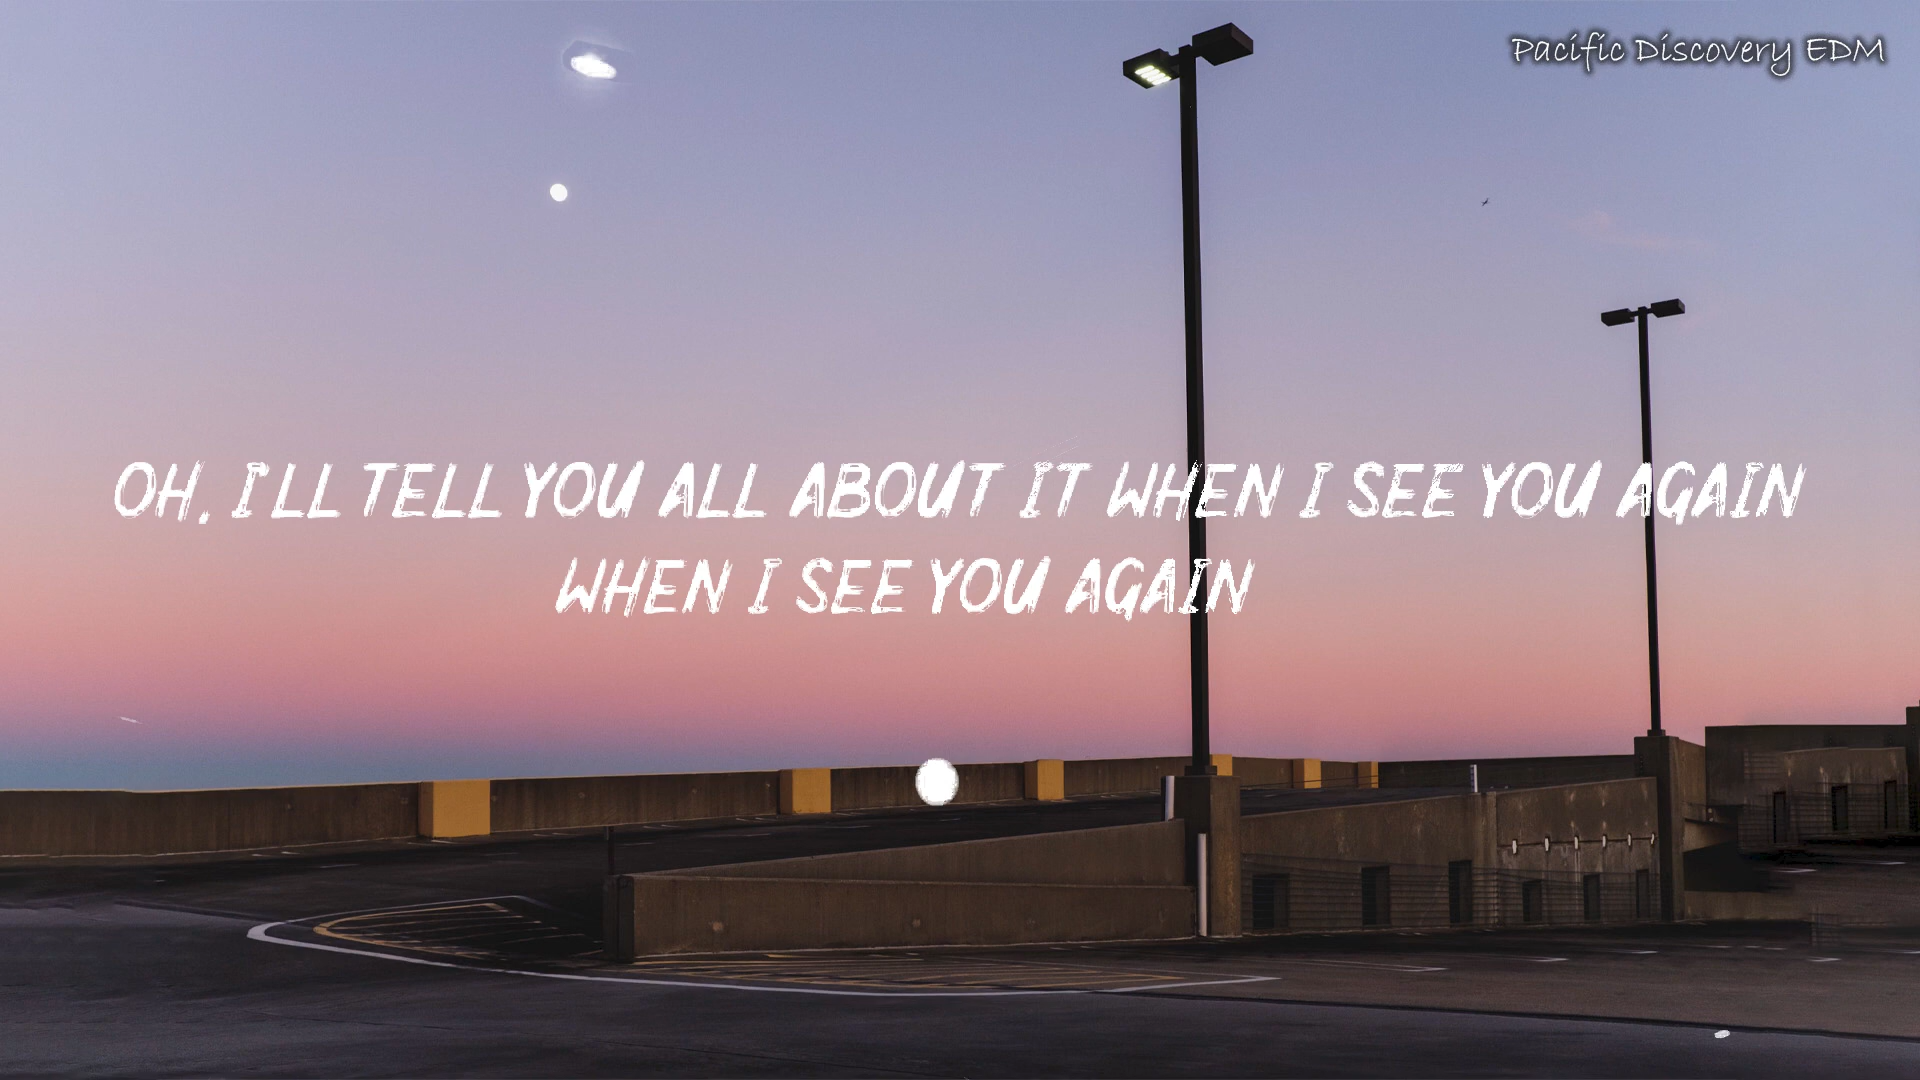 Pacific Discovery EDM
OH, I'LL TELL YOU ALL ABOUT IT WHEN I SEE YOU AGAIN
WHEN I SEE YOU AGAIN